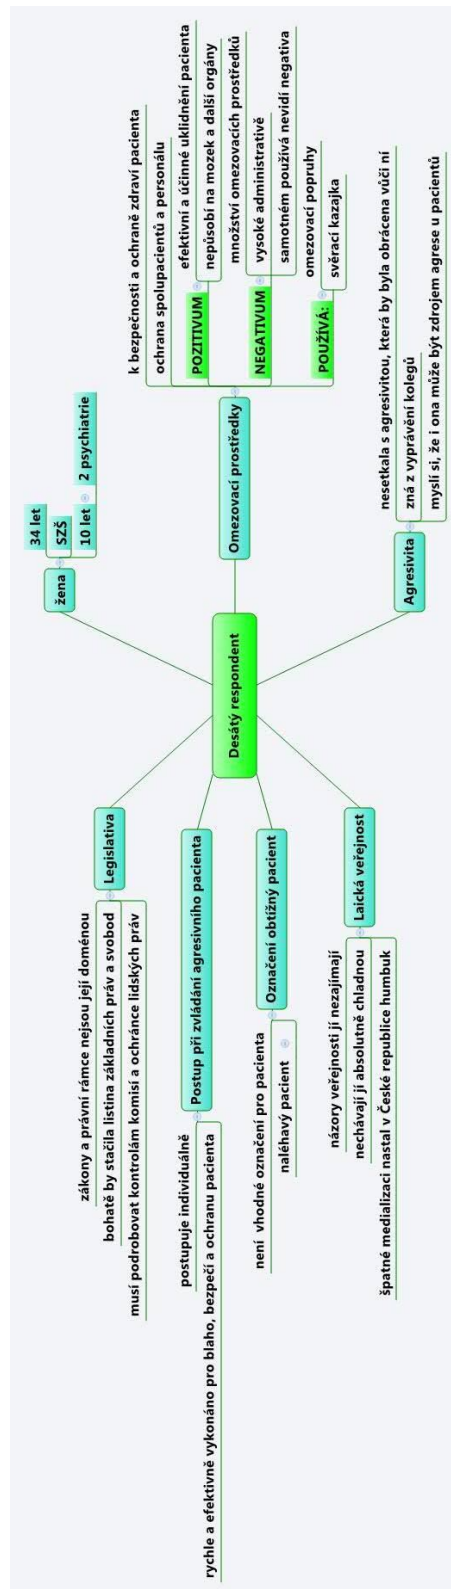 Desátý respondent
žena
34 let
SZŠ
10 let
2 psychiatrie
Omezovací prostředky
k bezpečnosti a ochraně zdraví pacienta
ochrana spolupacientů a personálu
POZITIVUM
efektivní a účinné uklidnění pacienta
nepůsobí na mozek a další orgány
NEGATIVUM
množství omezovacích prostředků
vysoké administrativě
samotném používá nevidí negativa
POUŽÍVÁ:
omezovací popruhy
svěrací kazajka
Agresivita
nesetkala s agresivitou, která by byla obrácena vůči ní
zná z vyprávění kolegů
myslí si, že i ona může být zdrojem agrese u pacientů
Legislativa
zákony a právní rámce nejsou její doménou
bohatě by stačila listina základních práv a svobod
musí podrobovat kontrolám komisí a ochránce lidských práv
Postup při zvládání agresivního pacienta
postupuje individuálně
rychle a efektivně vykonáno pro blaho, bezpečí a ochranu pacienta
Označení obtížný pacient
není vhodné označení pro pacienta
naléhavý pacient
Laická veřejnost
názory veřejnosti jí nezajímají
nechávají jí absolutně chladnou
špatné medializaci nastal v České republice humbuk